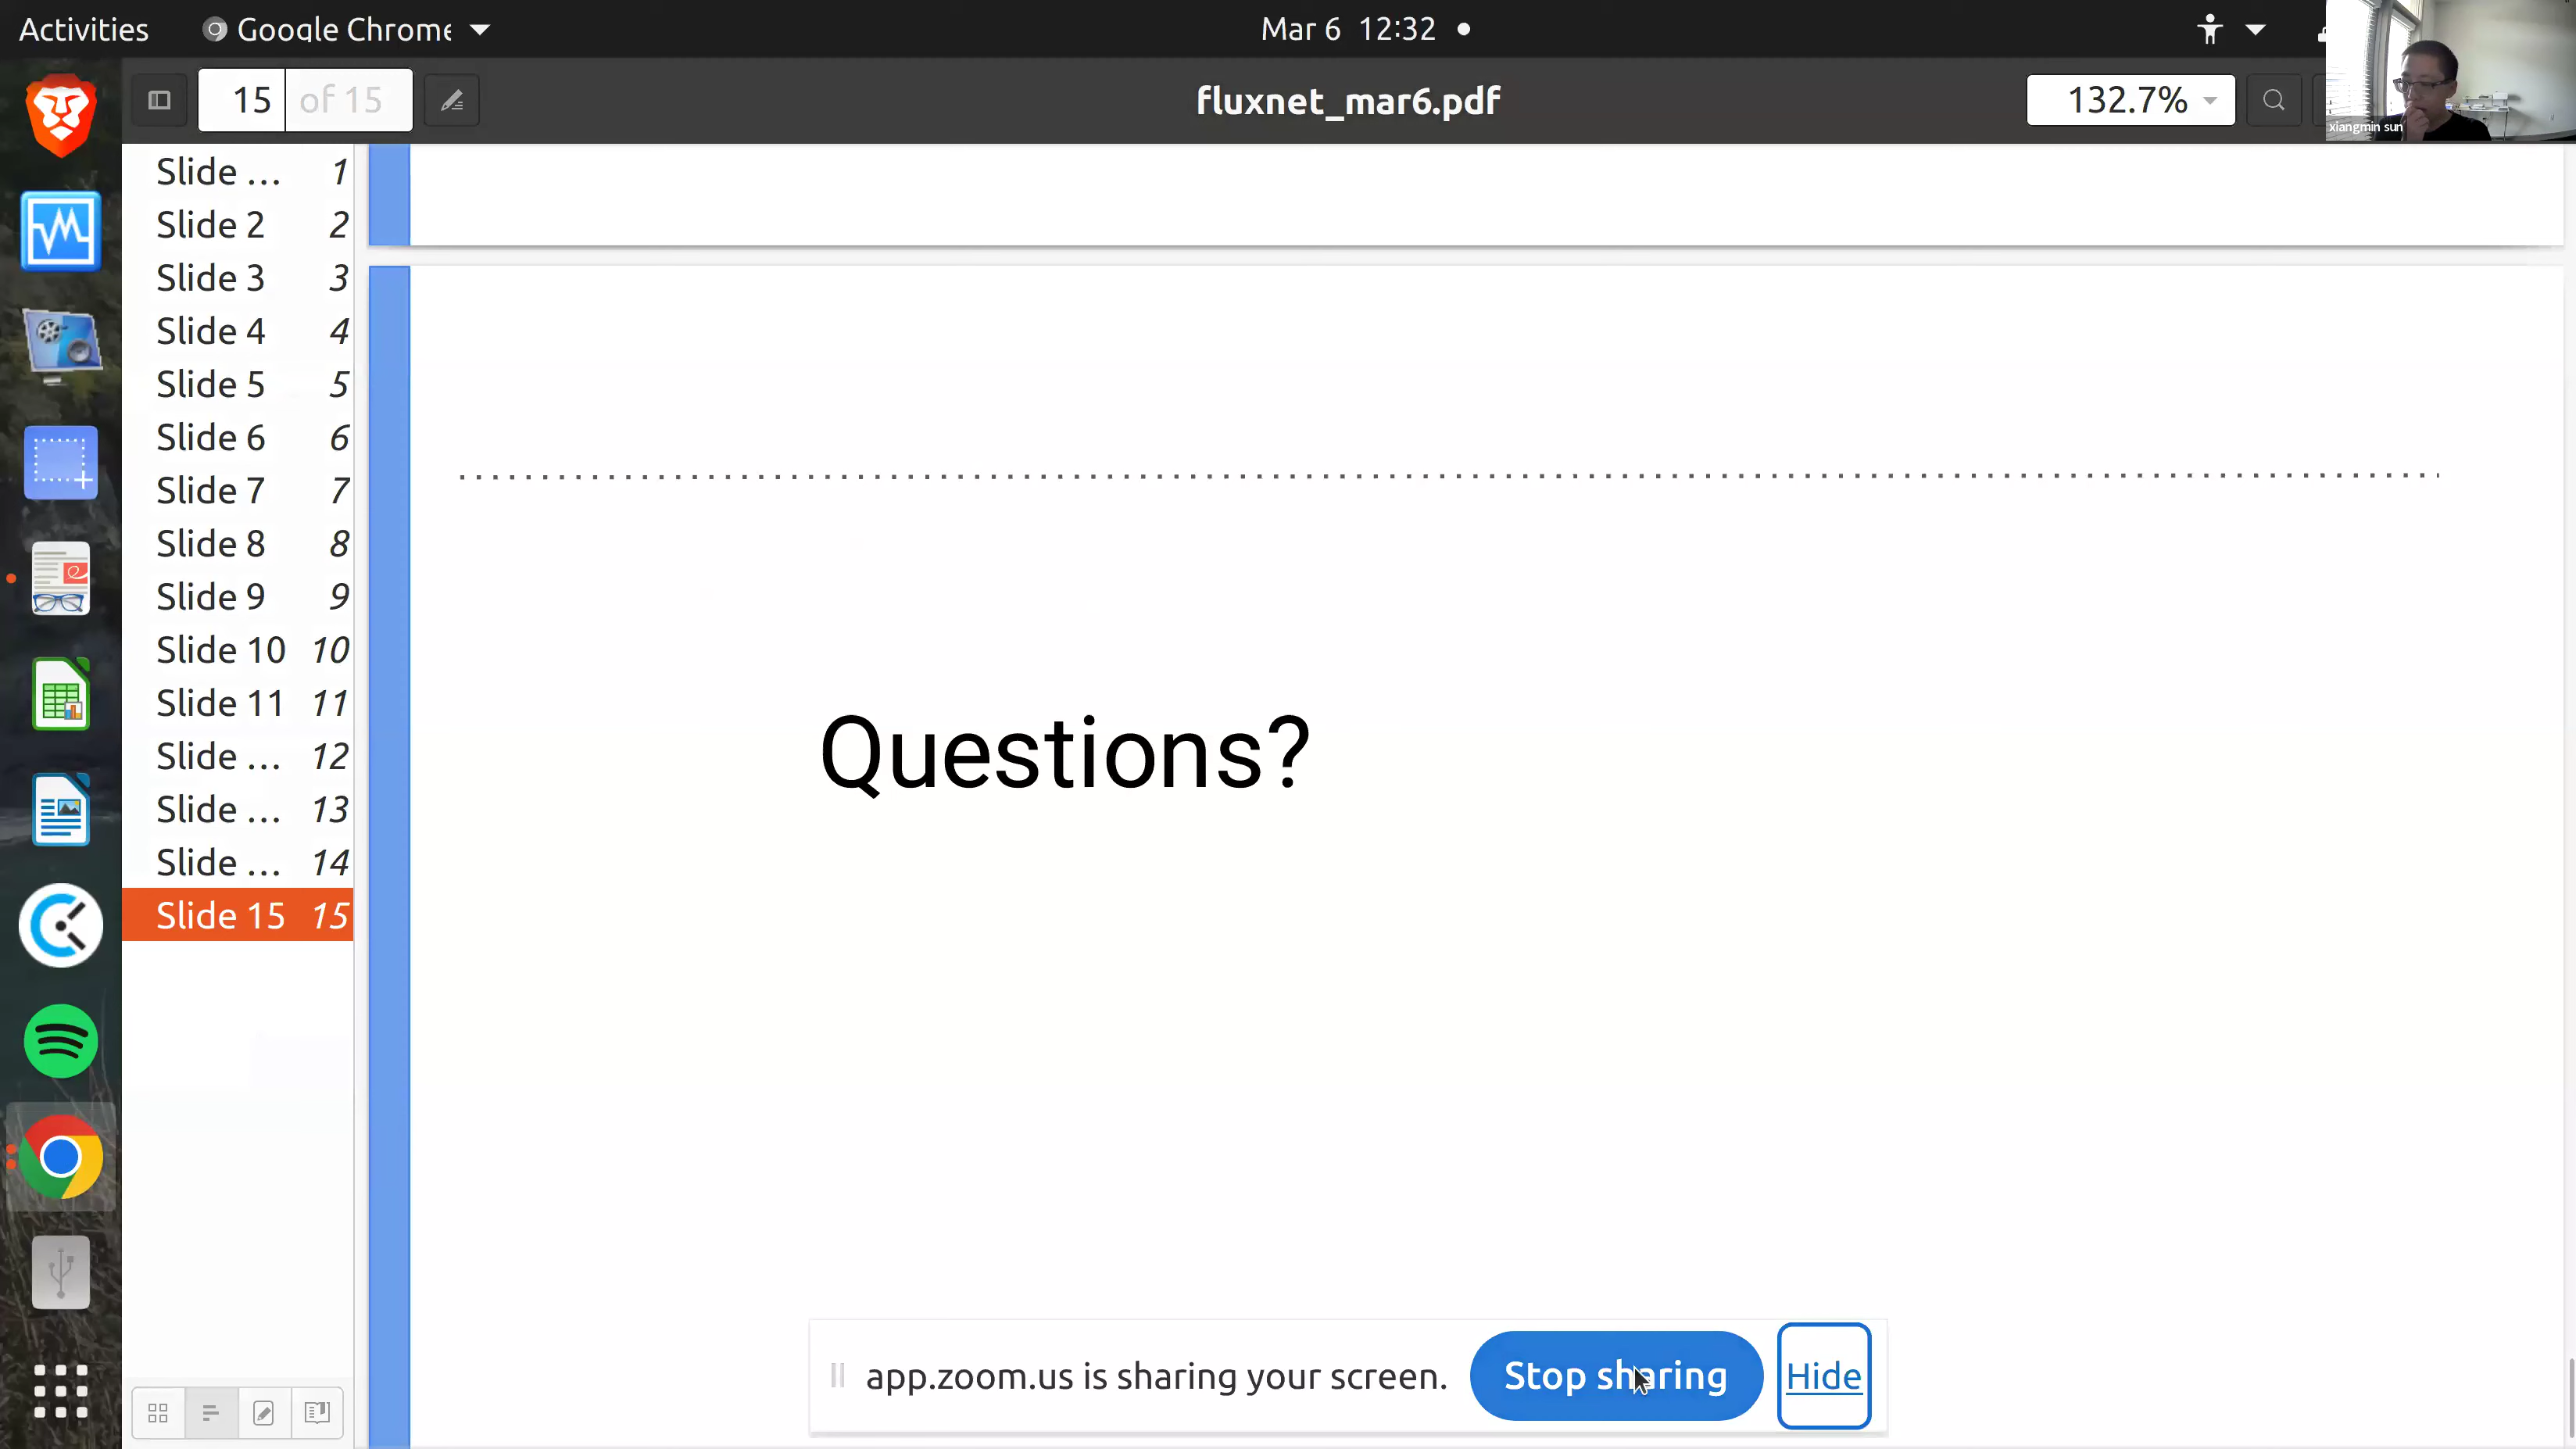 Activities
Google Chrome
Mar 6 12:32
15 of 15
fluxnet_mar6.pdf
132.7%
xiangmin sun
Slide ... 1
Slide 2 2
Slide 3 3
Slide 4 4
Slide 5 5
Slide 6 6
Slide 7 7
Slide 8 8
Slide 9 9
Slide 10 10
Slide 11 11
Slide ... 12
Slide ... 13
Slide ... 14
Slide 15 15
Questions?
app.zoom.us is sharing your screen.
Stop sharing
Hide